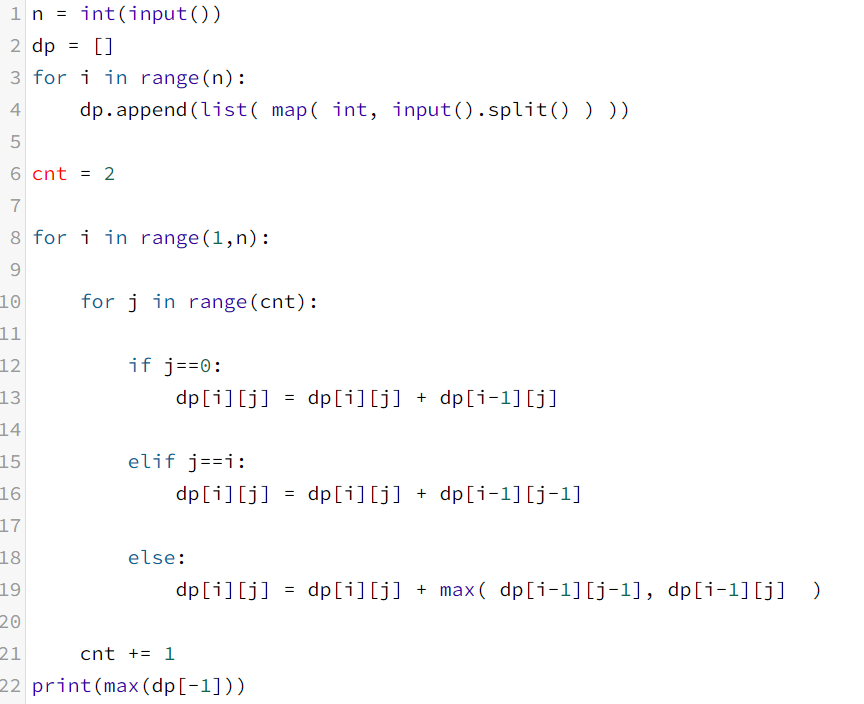 1 n = int(input())
2 dp = []
3 for i in range(n):
4     dp.append(list( map( int, input().split() ) ))
5
6 cnt = 2
7
8 for i in range(1,n):
9
10     for j in range(cnt):
11
12         if j==0:
13             dp[i][j] = dp[i][j] + dp[i-1][j]
14
15         elif j==i:
16             dp[i][j] = dp[i][j] + dp[i-1][j-1]
17
18         else:
19             dp[i][j] = dp[i][j] + max( dp[i-1][j-1], dp[i-1][j]  )
20
21     cnt += 1
22 print(max(dp[-1]))